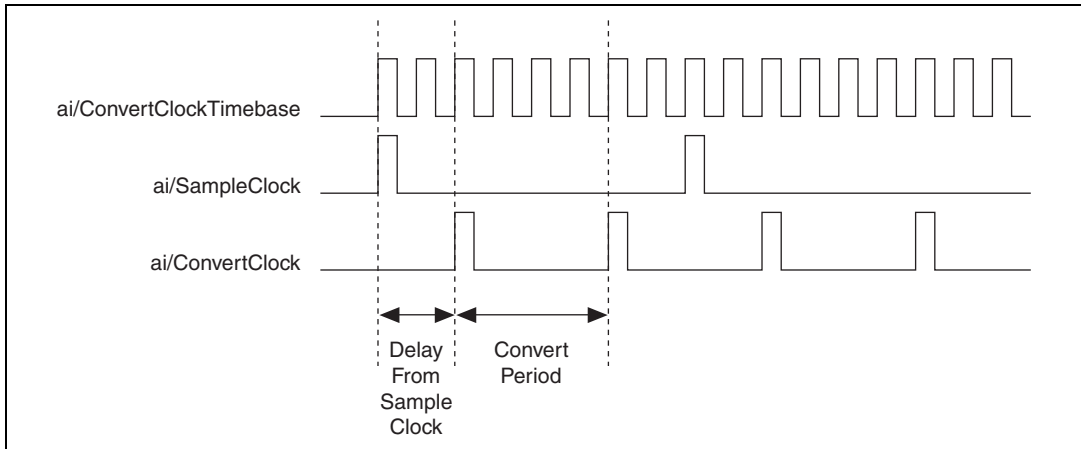 ai/ConvertClockTimebase
ai/SampleClock
ai/ConvertClock
Delay
From
Sample
Clock
Convert
Period